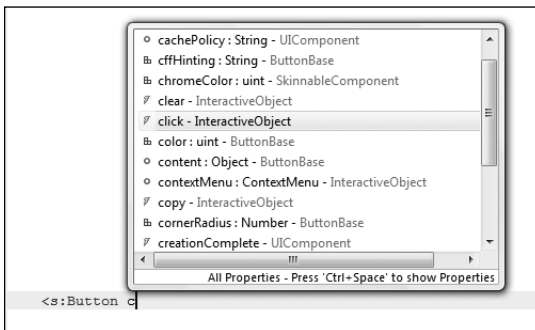 cachePolicy : String - UIComponent
cffHinting : String - ButtonBase
chromeColor : uint - SkinnableComponent
clear - InteractiveObject
click - InteractiveObject
color : uint - ButtonBase
content : Object - ButtonBase
contextMenu : ContextMenu - InteractiveObject
copy - InteractiveObject
cornerRadius : Number - ButtonBase
creationComplete - UIComponent
All Properties - Press 'Ctrl+Space' to show Properties
<s:Button c